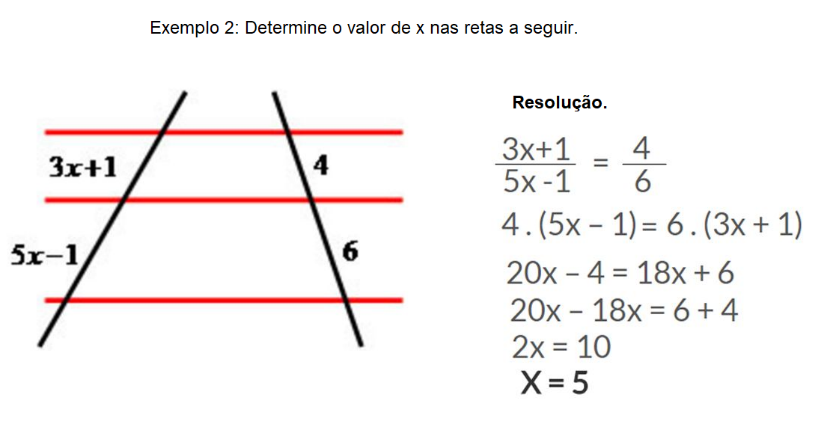 Exemplo 2: Determine o valor de x nas retas a seguir.
3x+1
4
5x−1
6
Resolução.
3x+1 / 5x -1 = 4 / 6
4 . (5x – 1) = 6 . (3x + 1)
20x – 4 = 18x + 6
20x – 18x = 6 + 4
2x = 10
X = 5